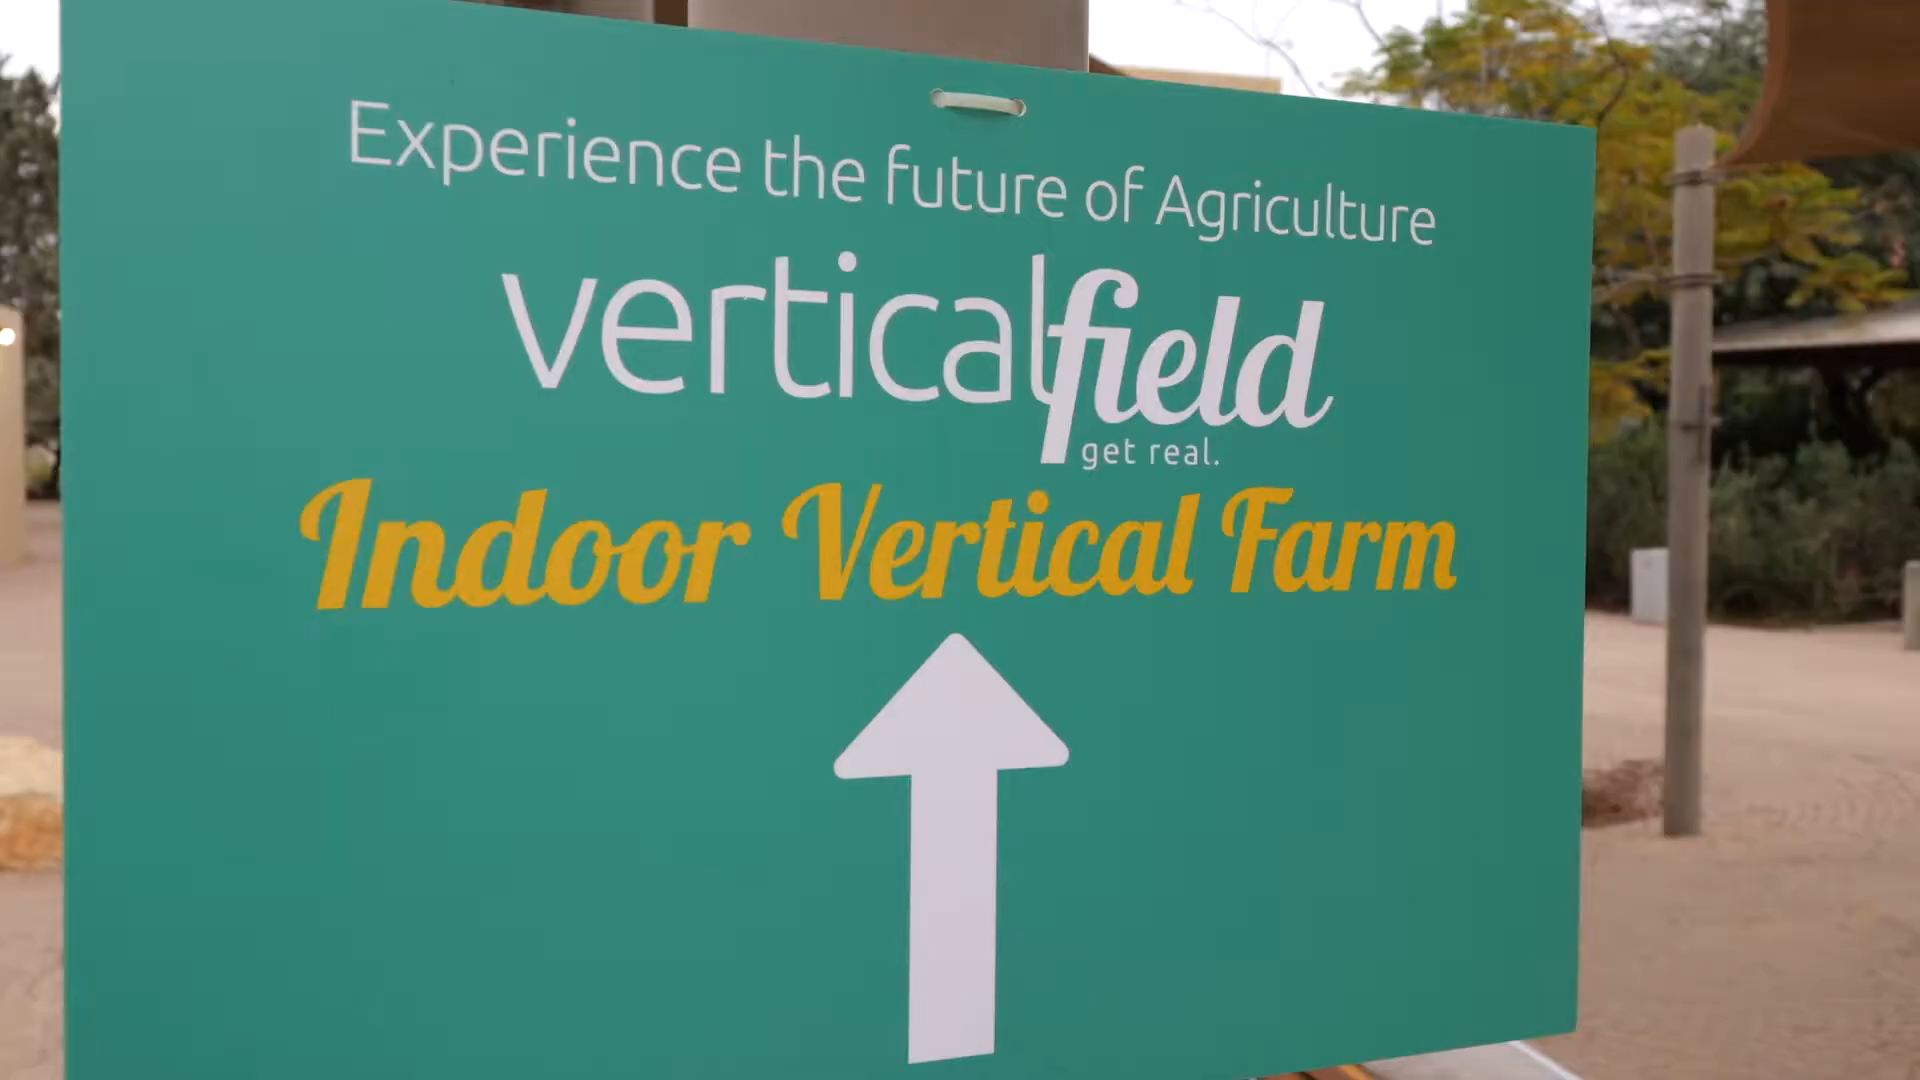 Experience the future of Agriculture
verticalfield
get real.
Indoor Vertical Farm